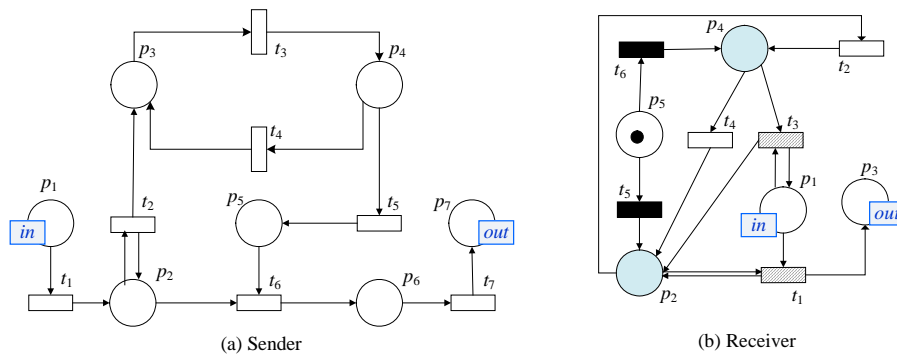 p4
t3
p3
p4
t6
t2
p5
t4
t4
t3
p1
p3
p1
p5
t5
p7
t2
in
out
t5
in
out
t1
p2
t6
p6
t7
p2
t1
(a) Sender
(b) Receiver